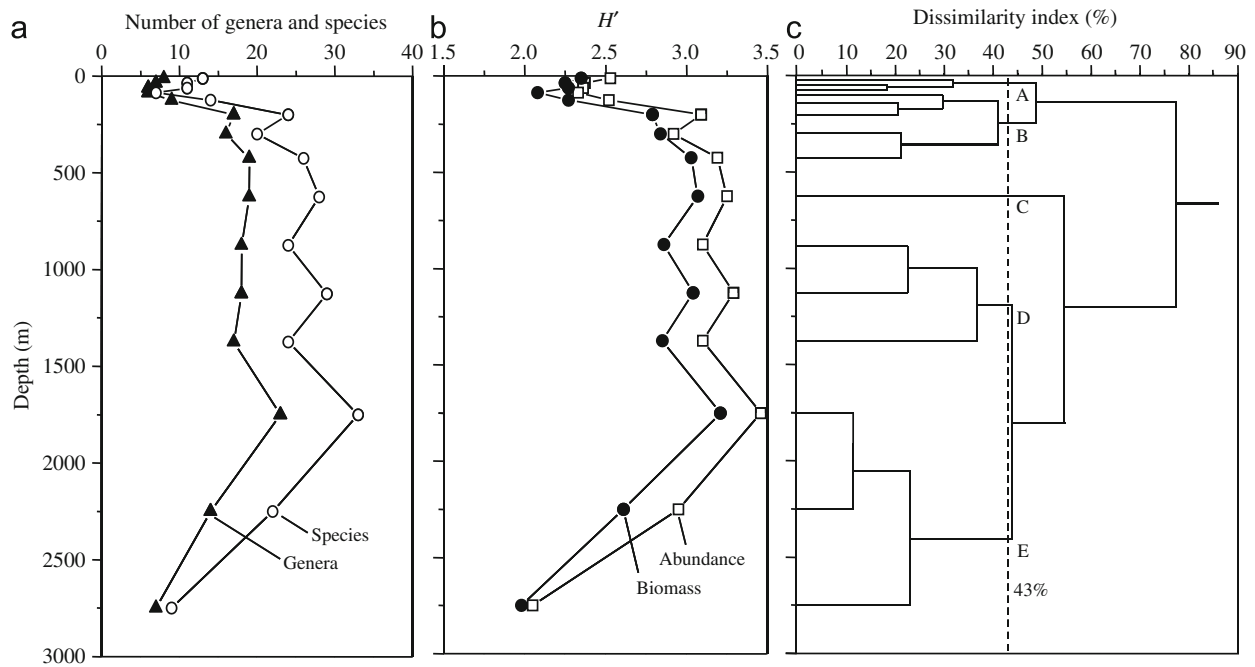 a
Number of genera and species
0 10 20 30 40
0
500
1000
1500
2000
2500
3000
Depth (m)
Species
Genera
b
H′
1.5 2.0 2.5 3.0 3.5
Abundance
Biomass
c
Dissimilarity index (%)
0 10 20 30 40 50 60 70 80 90
A
B
C
D
E
43%